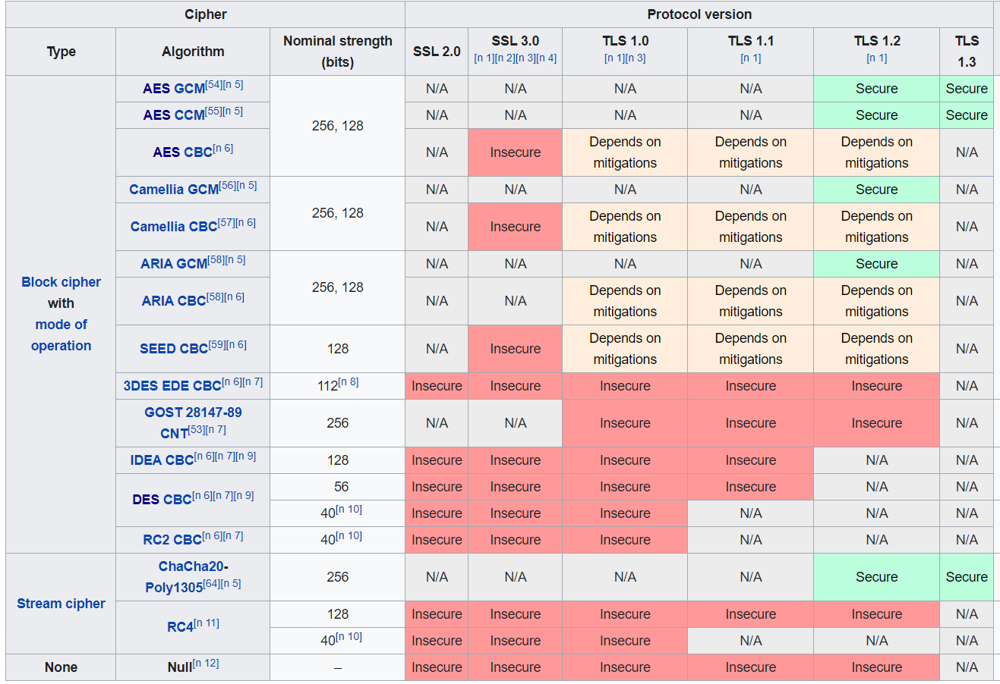 Cipher Protocol version
Type Algorithm Nominal strength (bits) SSL 2.0 SSL 3.0 [n 1][n 2][n 3][n 4] TLS 1.0 [n 1][n 3] TLS 1.1 [n 1] TLS 1.2 [n 1] TLS 1.3
Block cipher with mode of operation
AES GCM[54][n 5] 256, 128 N/A N/A N/A N/A Secure Secure
AES CCM[55][n 5] N/A N/A N/A N/A Secure Secure
AES CBC[n 6] N/A Insecure Depends on mitigations Depends on mitigations Depends on mitigations N/A
Camellia GCM[56][n 5] 256, 128 N/A N/A N/A N/A Secure N/A
Camellia CBC[57][n 6] N/A Insecure Depends on mitigations Depends on mitigations Depends on mitigations N/A
ARIA GCM[58][n 5] 256, 128 N/A N/A N/A N/A Secure N/A
ARIA CBC[58][n 6] N/A N/A Depends on mitigations Depends on mitigations Depends on mitigations N/A
SEED CBC[59][n 6] 128 N/A Insecure Depends on mitigations Depends on mitigations Depends on mitigations N/A
3DES EDE CBC[n 6][n 7] 112[n 8] Insecure Insecure Insecure Insecure Insecure N/A
GOST 28147-89 CNT[53][n 7] 256 N/A N/A Insecure Insecure Insecure N/A
IDEA CBC[n 6][n 7][n 9] 128 Insecure Insecure Insecure Insecure N/A N/A
DES CBC[n 6][n 7][n 9] 56 Insecure Insecure Insecure Insecure N/A N/A
40[n 10] Insecure Insecure Insecure N/A N/A N/A
RC2 CBC[n 6][n 7] 40[n 10] Insecure Insecure Insecure N/A N/A N/A
Stream cipher
ChaCha20-Poly1305[64][n 5] 256 N/A N/A N/A N/A Secure Secure
RC4[n 11] 128 Insecure Insecure Insecure Insecure Insecure N/A
40[n 10] Insecure Insecure Insecure N/A N/A N/A
None Null[n 12] – Insecure Insecure Insecure Insecure Insecure N/A